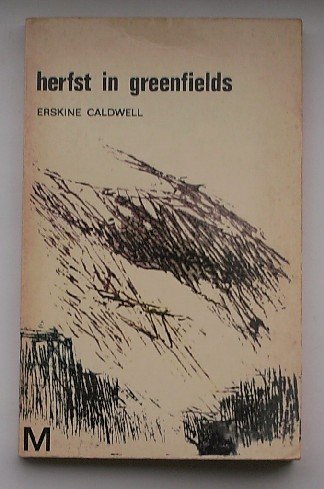 herfst in greenfields
ERSKINE CALDWELL
M